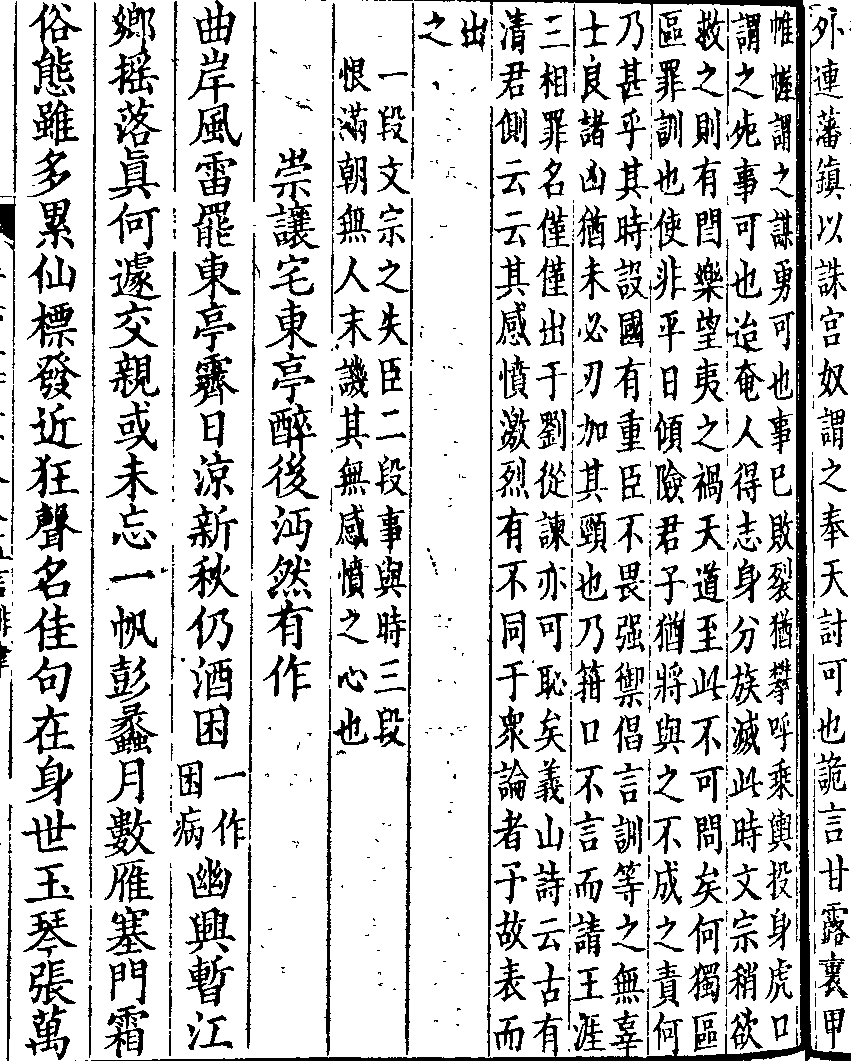 外連藩鎮以誅宫奴謂之奉天討可也詭言甘露裏甲
帷幄謂之謀勇可也事已敗裂猶攀呼乘輿投身虎口
謂之死事可也迨奄人得志身分族滅此時文宗稍欲
救之則有閆樂望夷之禍天道至此不可問矣何獨區
區罪訓也使非平日傾險君子猶將與之不成之責何
乃甚乎其時設國有重臣不畏强禦倡言訓等之無辜
士良諸凶猶未必刃加其頸也乃箝口不言而請王涯
三相罪名僅僅出于劉從諫亦可恥矣義山詩云古有
清君側云云其感憤激烈有不同于衆論者予故表而
出
之
一段文宗之失臣二段事與時三段
恨滿朝無人末譏其無感憤之心也
崇讓宅東亭醉後沔然有作
曲岸風雷罷東亭霽日涼新秋仍酒困一作困病幽興暫江
鄉搖落眞何遽交親或未忘一帆彭蠡月數雁塞門霜
俗態雖多累仙標發近狂聲名佳句在身世玉琴張萬